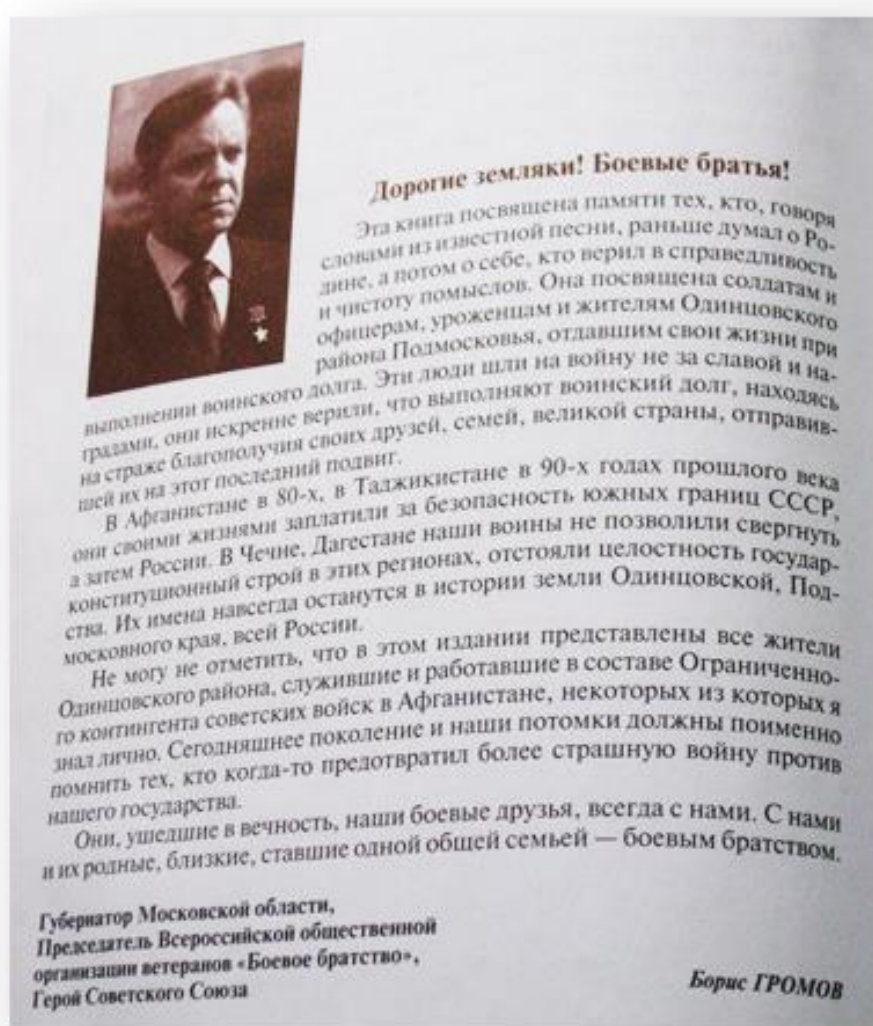 Дорогие земляки! Боевые братья!
Эта книга посвящена памяти тех, кто, говоря
словами из известной песни, раньше думал о Ро-
дине, а потом о себе, кто верил в справедливость
и чистоту помыслов. Она посвящена солдатам и
офицерам, уроженцам и жителям Одинцовского
района Подмосковья, отдавшим свои жизни при
выполнении воинского долга. Эти люди шли на войну не за славой и на-
градами, они искренне верили, что выполняют воинский долг, находясь
на страже благополучия своих друзей, семей, великой страны, отправив-
шей их на этот последний подвиг.
В Афганистане в 80-х, в Таджикистане в 90-х годах прошлого века
они своими жизнями заплатили за безопасность южных границ СССР,
а затем России. В Чечне, Дагестане наши воины не позволили свергнуть
конституционный строй в этих регионах, отстояли целостность государ-
ства. Их имена навсегда останутся в истории земли Одинцовской, Под-
московного края, всей России.
Не могу не отметить, что в этом издании представлены все жители
Одинцовского района, служившие и работавшие в составе Ограниченно-
го контингента советских войск в Афганистане, некоторых из которых я
знал лично. Сегодняшнее поколение и наши потомки должны поименно
помнить тех, кто когда-то предотвратил более страшную войну против
нашего государства.
Они, ушедшие в вечность, наши боевые друзья, всегда с нами. С нами
и их родные, близкие, ставшие одной общей семьей — боевым братством.
Губернатор Московской области,
Председатель Всероссийской общественной
организации ветеранов «Боевое братство»,
Герой Советского Союза
Борис ГРОМОВ